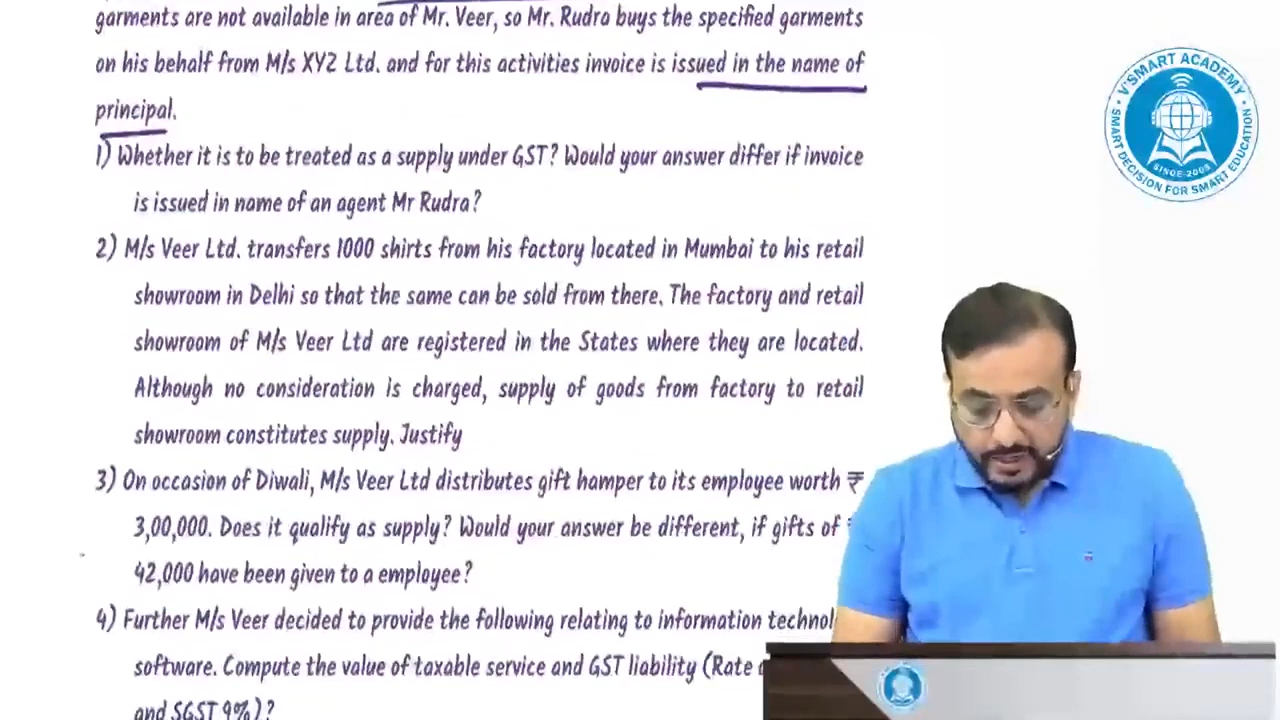 garments are not available in area of Mr. Veer, so Mr. Rudra buys the specified garments
on his behalf from M/s XYZ Ltd. and for this activities invoice is issued in the name of
principal.
1) Whether it is to be treated as a supply under GST? Would your answer differ if invoice
is issued in name of an agent Mr Rudra?
2) M/s Veer Ltd. transfers 1000 shirts from his factory located in Mumbai to his retail
showroom in Delhi so that the same can be sold from there. The factory and retail
showroom of M/s Veer Ltd are registered in the States where they are located.
Although no consideration is charged, supply of goods from factory to retail
showroom constitutes supply. Justify
3) On occasion of Diwali, M/s Veer Ltd distributes gift hamper to its employee worth ₹
3,00,000. Does it qualify as supply? Would your answer be different, if gifts of
42,000 have been given to a employee?
4) Further M/s Veer decided to provide the following relating to information technol
software. Compute the value of taxable service and GST liability (Rate
and SGST 9%)?
V'SMART ACADEMY
SINCE-2005
SMART DECISION FOR SMART EDUCATION